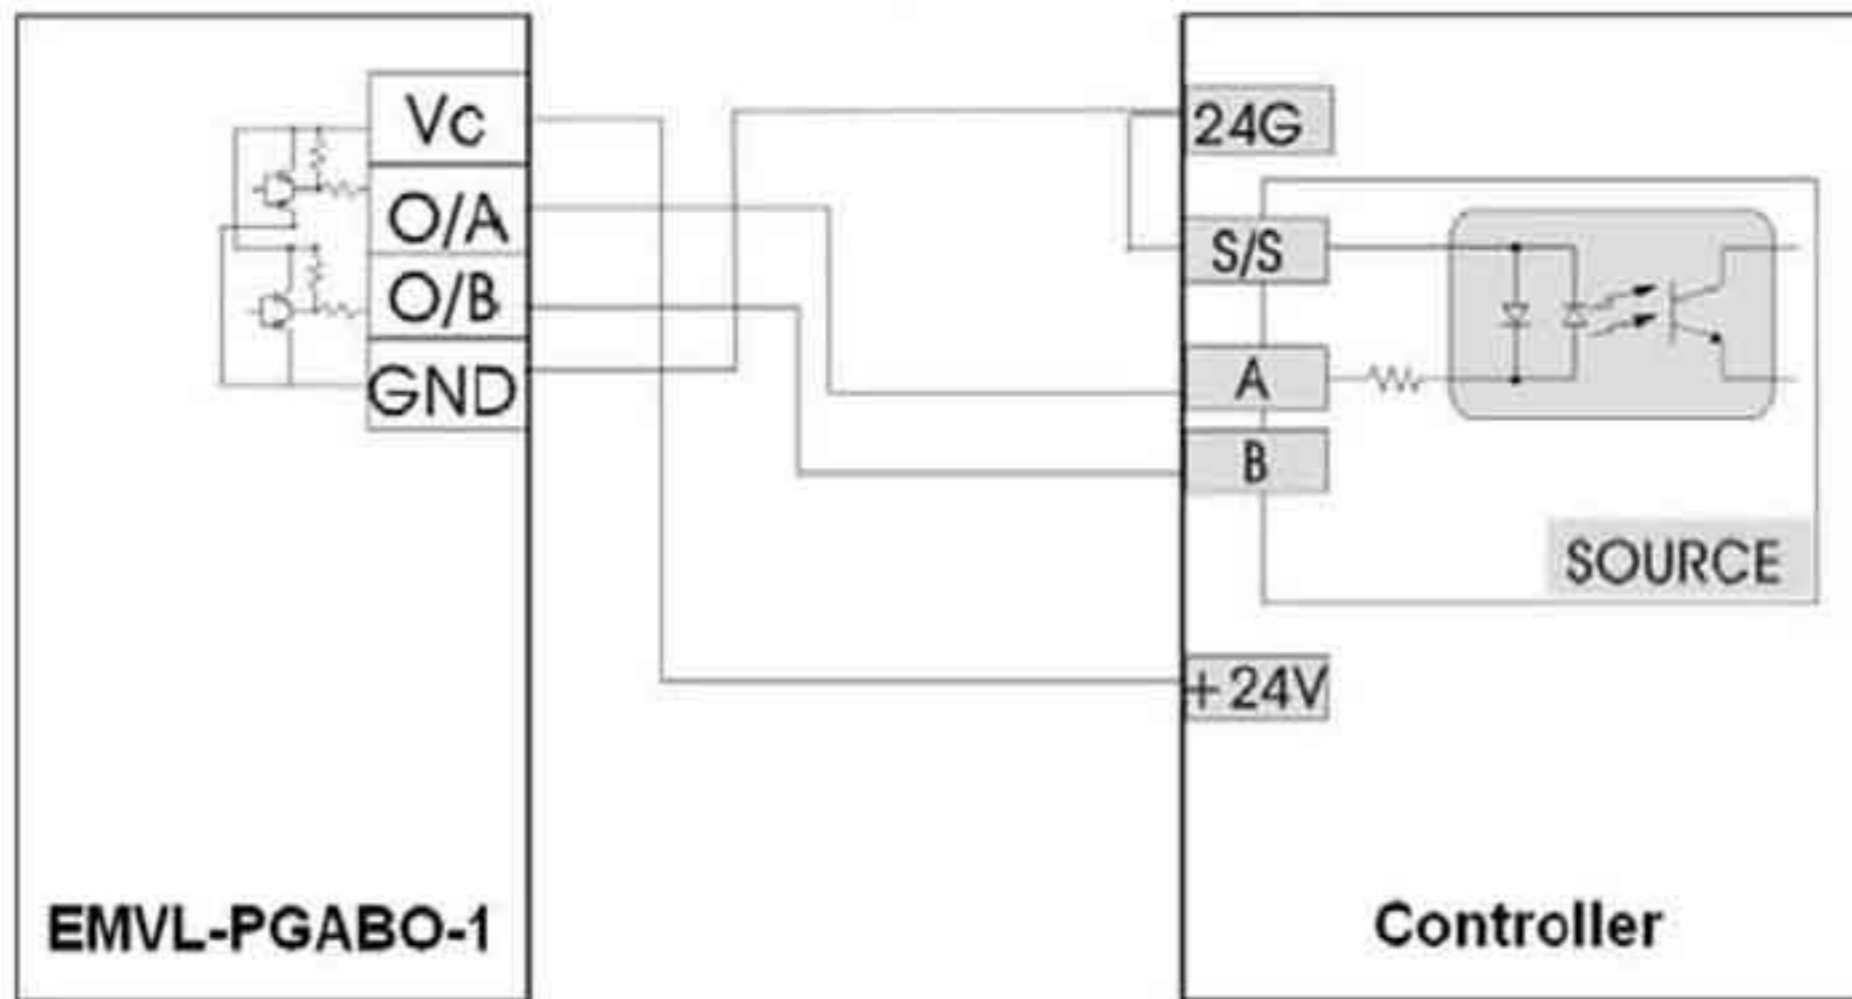 Vc
O/A
O/B
GND
EMVL-PGABO-1
24G
S/S
A
B
SOURCE
+24V
Controller